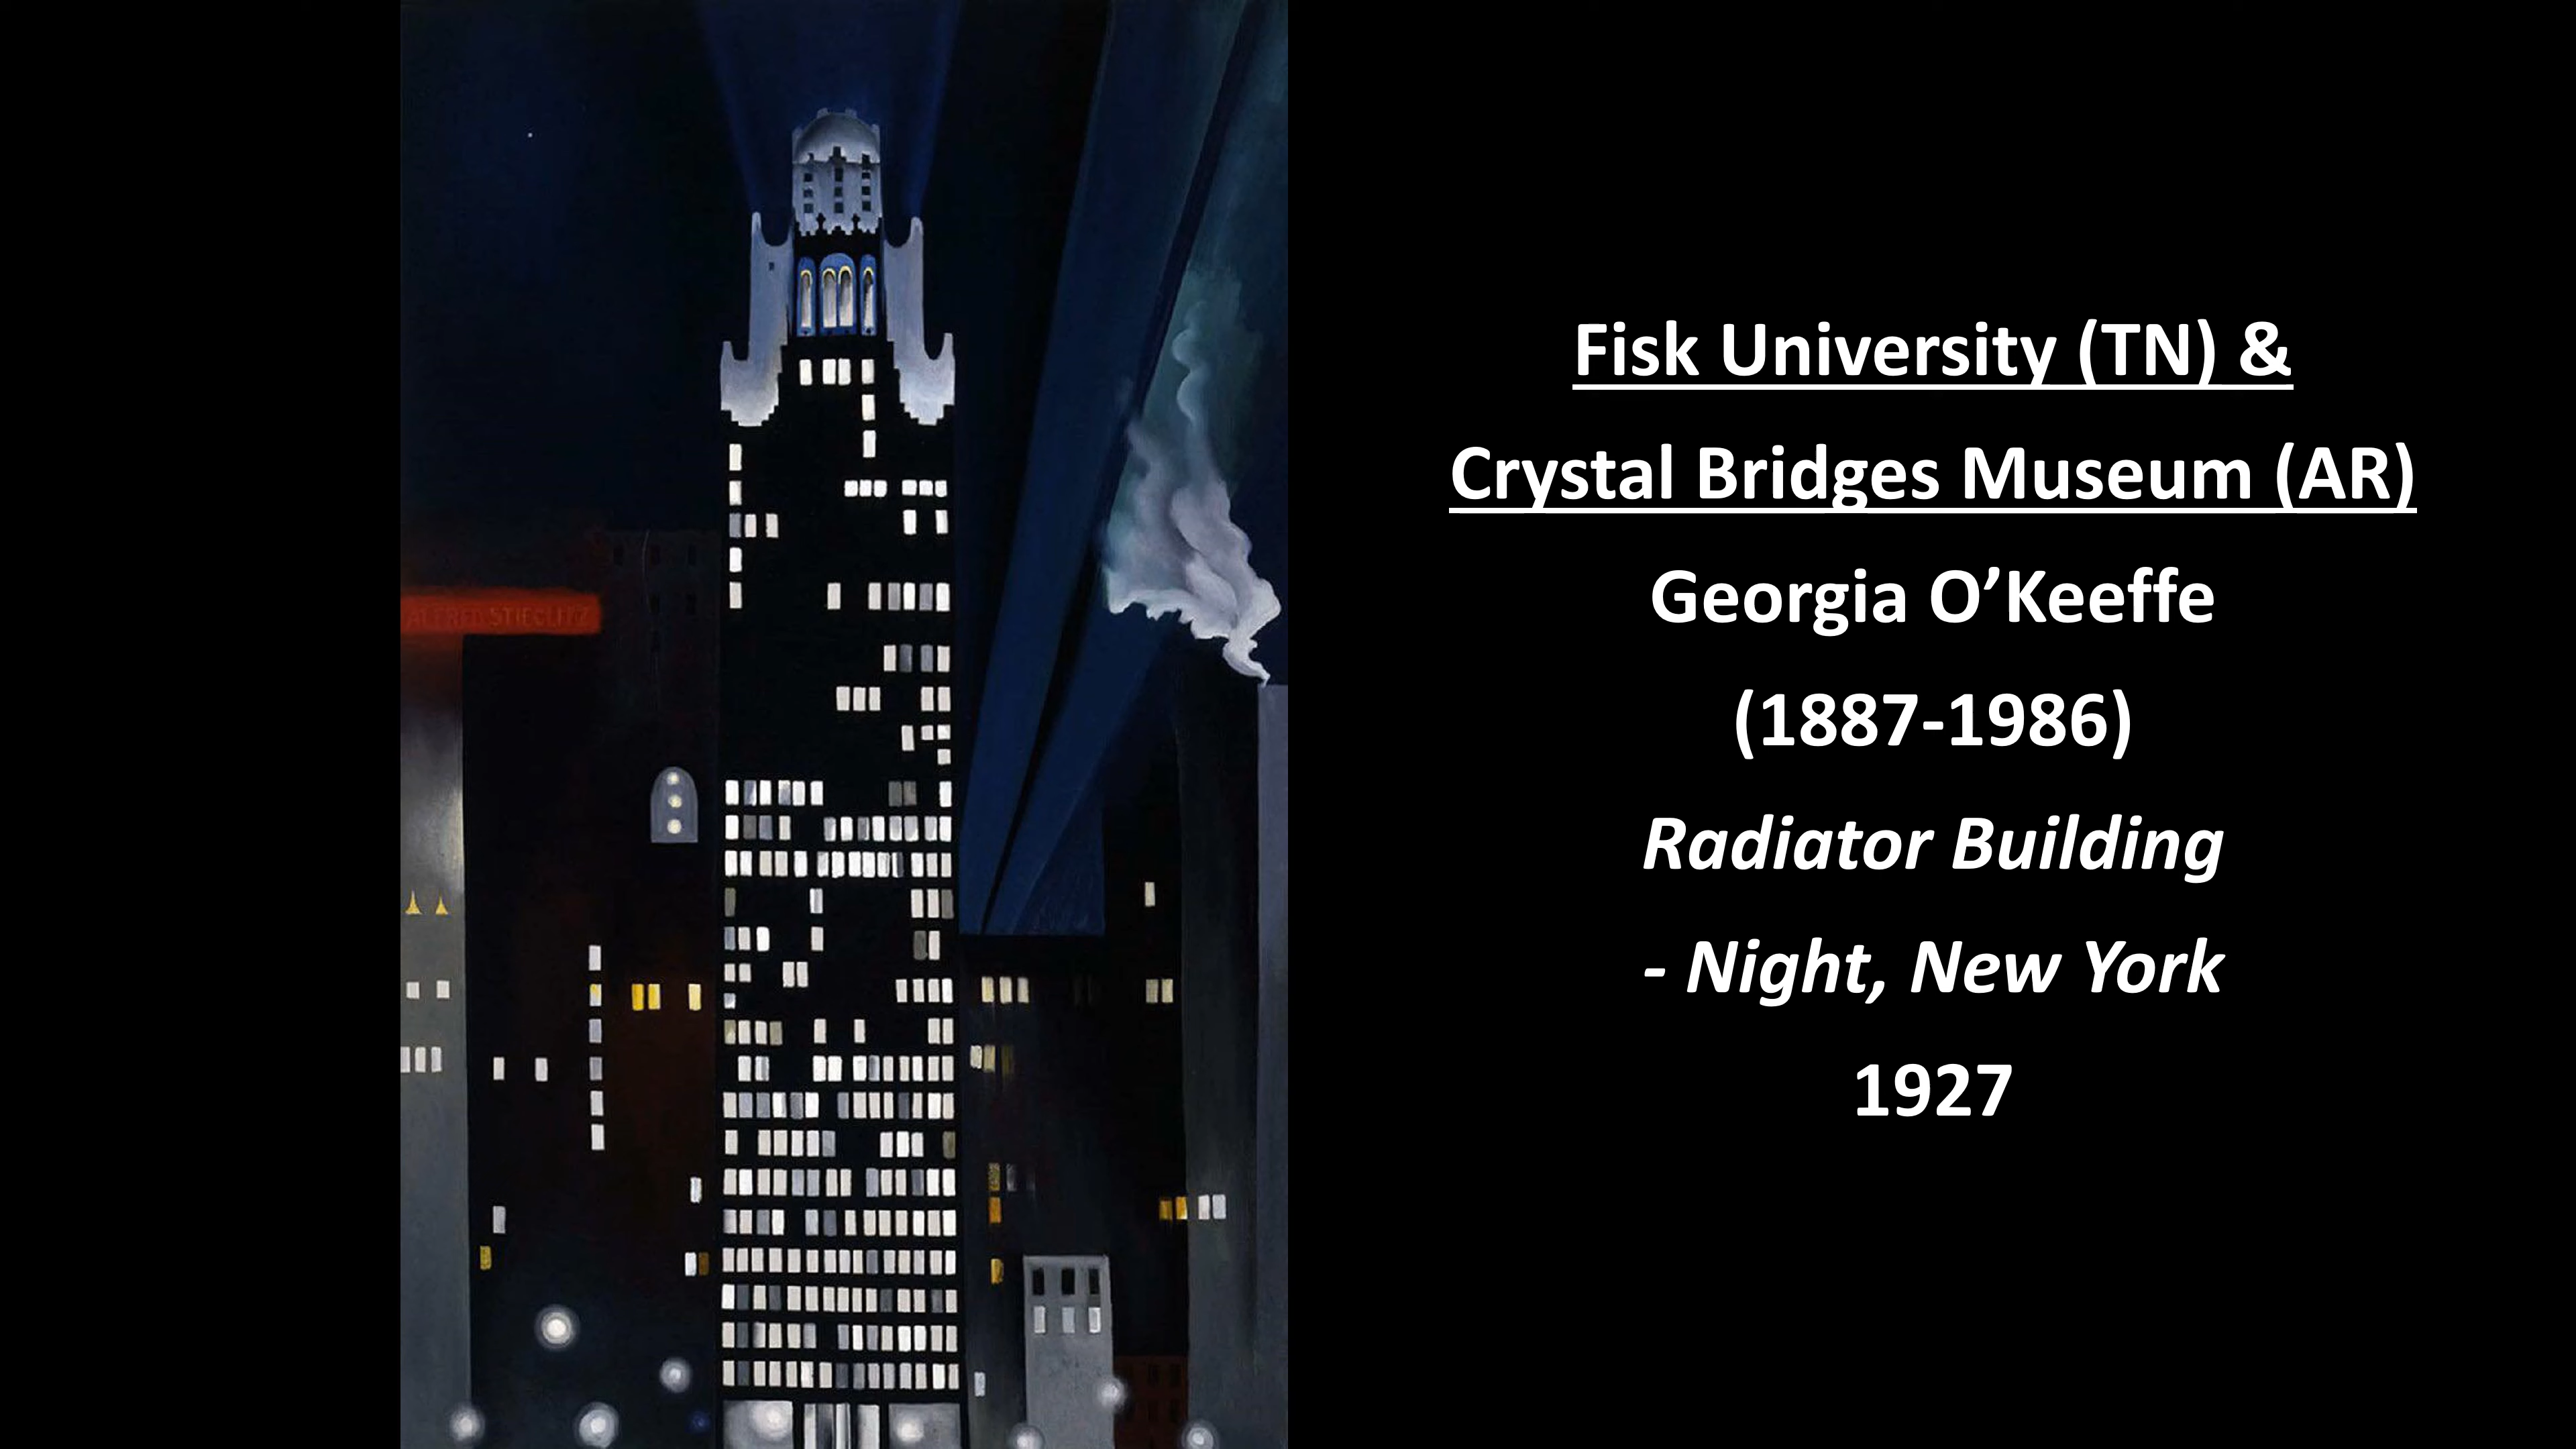 ALFRED STIEGLITZ
Fisk University (TN) &
Crystal Bridges Museum (AR)
Georgia O’Keeffe
(1887-1986)
Radiator Building
- Night, New York
1927